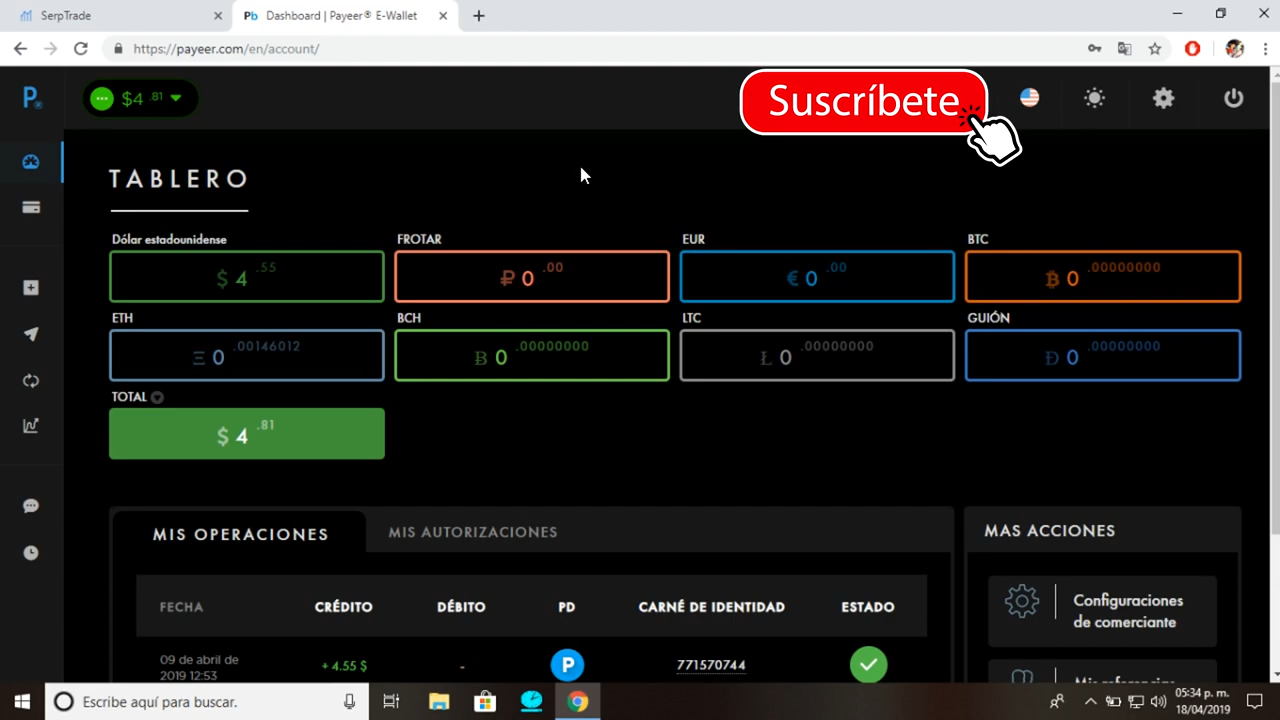 SerpTrade
Pb Dashboard | Payeer® E-Wallet
https://payeer.com/en/account/
P
$4 .81
Suscríbete
TABLERO
Dólar estadounidense
FROTAR
EUR
BTC
$ 4 .55
₽ 0 .00
€ 0 .00
฿ 0 .00000000
ETH
BCH
LTC
GUIÓN
Ξ 0 .00146012
Ƀ 0 .00000000
Ł 0 .00000000
Đ 0 .00000000
TOTAL
$ 4 .81
MIS OPERACIONES
MIS AUTORIZACIONES
MAS ACCIONES
FECHA
CRÉDITO
DÉBITO
PD
CARNÉ DE IDENTIDAD
ESTADO
Configuraciones
de comerciante
09 de abril de
2019 12:53
+ 4.55 $
-
P
771570744
Mis referencias
Escribe aquí para buscar.
05:34 p. m.
18/04/2019